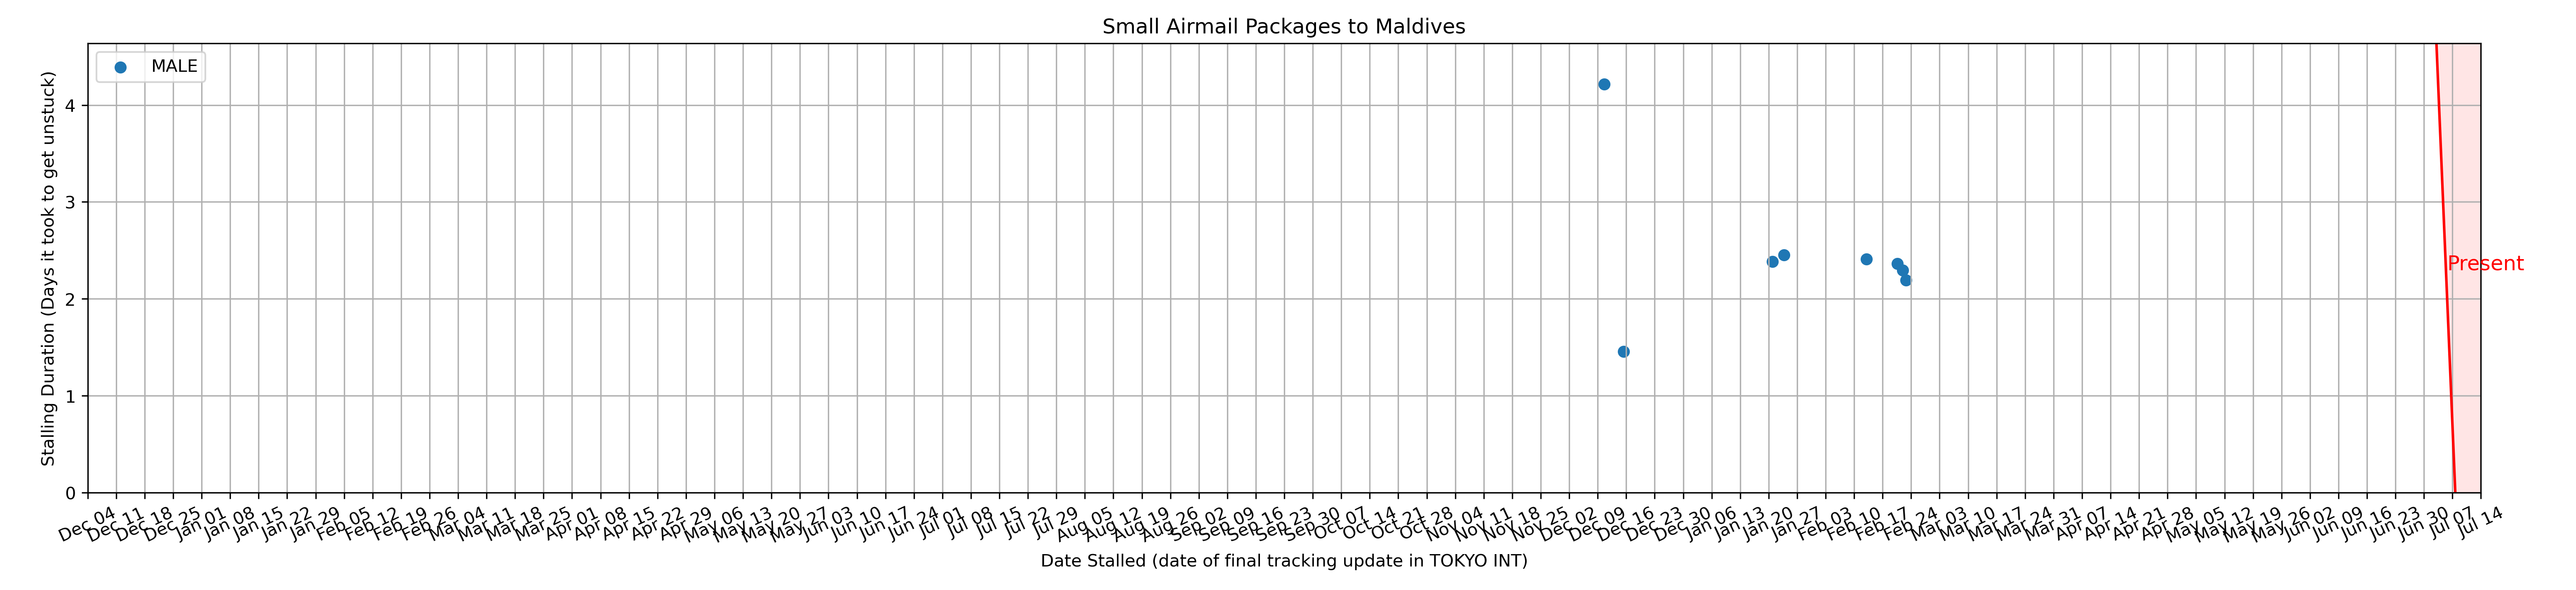 Small Airmail Packages to Maldives
MALE
Stalling Duration (Days it took to get unstuck)
4
3
2
1
0
Present
Dec 04 Dec 11 Dec 18 Dec 25 Jan 01 Jan 08 Jan 15 Jan 22 Jan 29 Feb 05 Feb 12 Feb 19 Feb 26 Mar 04 Mar 11 Mar 18 Mar 25 Apr 01 Apr 08 Apr 15 Apr 22 Apr 29 May 06 May 13 May 20 May 27 Jun 03 Jun 10 Jun 17 Jun 24 Jul 01 Jul 08 Jul 15 Jul 22 Jul 29 Aug 05 Aug 12 Aug 19 Aug 26 Sep 02 Sep 09 Sep 16 Sep 23 Sep 30 Oct 07 Oct 14 Oct 21 Oct 28 Nov 04 Nov 11 Nov 18 Nov 25 Dec 02 Dec 09 Dec 16 Dec 23 Dec 30 Jan 06 Jan 13 Jan 20 Jan 27 Feb 03 Feb 10 Feb 17 Feb 24 Mar 03 Mar 10 Mar 17 Mar 24 Mar 31 Apr 07 Apr 14 Apr 21 Apr 28 May 05 May 12 May 19 May 26 Jun 02 Jun 09 Jun 16 Jun 23 Jun 30 Jul 07 Jul 14
Date Stalled (date of final tracking update in TOKYO INT)